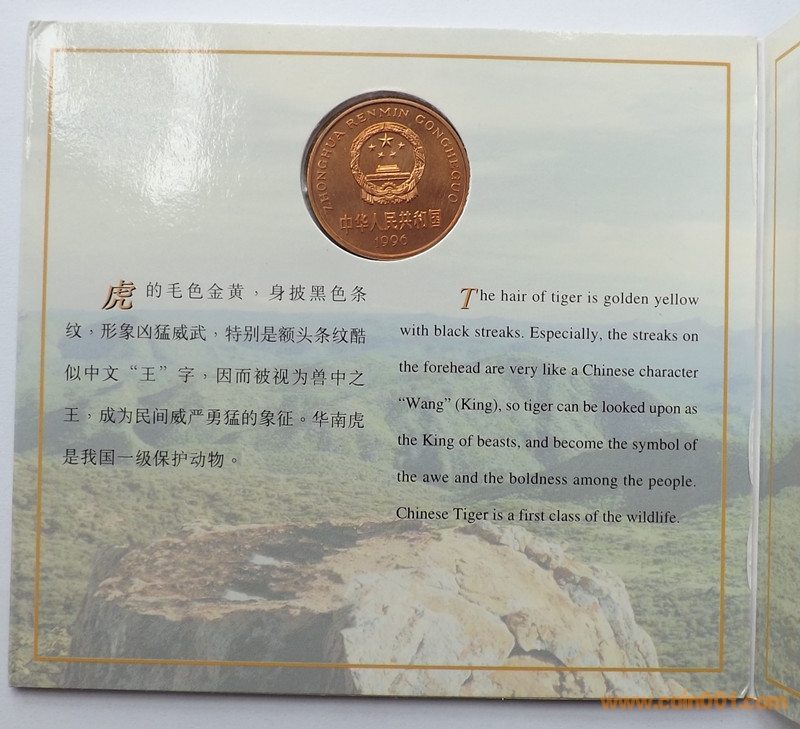 ZHONGHUA RENMIN GONGHEGUO
中华人民共和国
1996
虎的毛色金黄，身披黑色条
纹，形象凶猛威武，特别是额头条纹酷
似中文“王”字，因而被视为兽中之
王，成为民间威严勇猛的象征。华南虎
是我国一级保护动物。
The hair of tiger is golden yellow
with black streaks. Especially, the streaks on
the forehead are very like a Chinese character
“Wang” (King), so tiger can be looked upon as
the King of beasts, and become the symbol of
the awe and the boldness among the people.
Chinese Tiger is a first class of the wildlife.
www.coin001.com